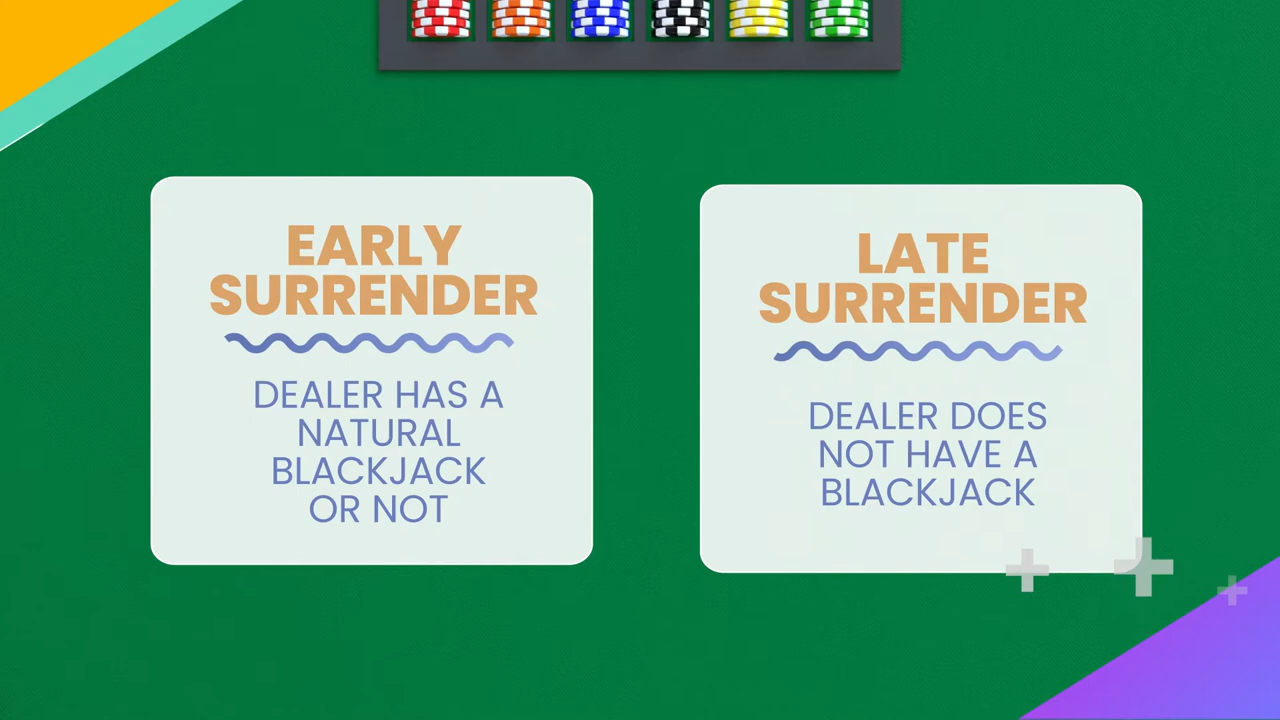 EARLY
SURRENDER
DEALER HAS A
NATURAL
BLACKJACK
OR NOT
LATE
SURRENDER
DEALER DOES
NOT HAVE A
BLACKJACK